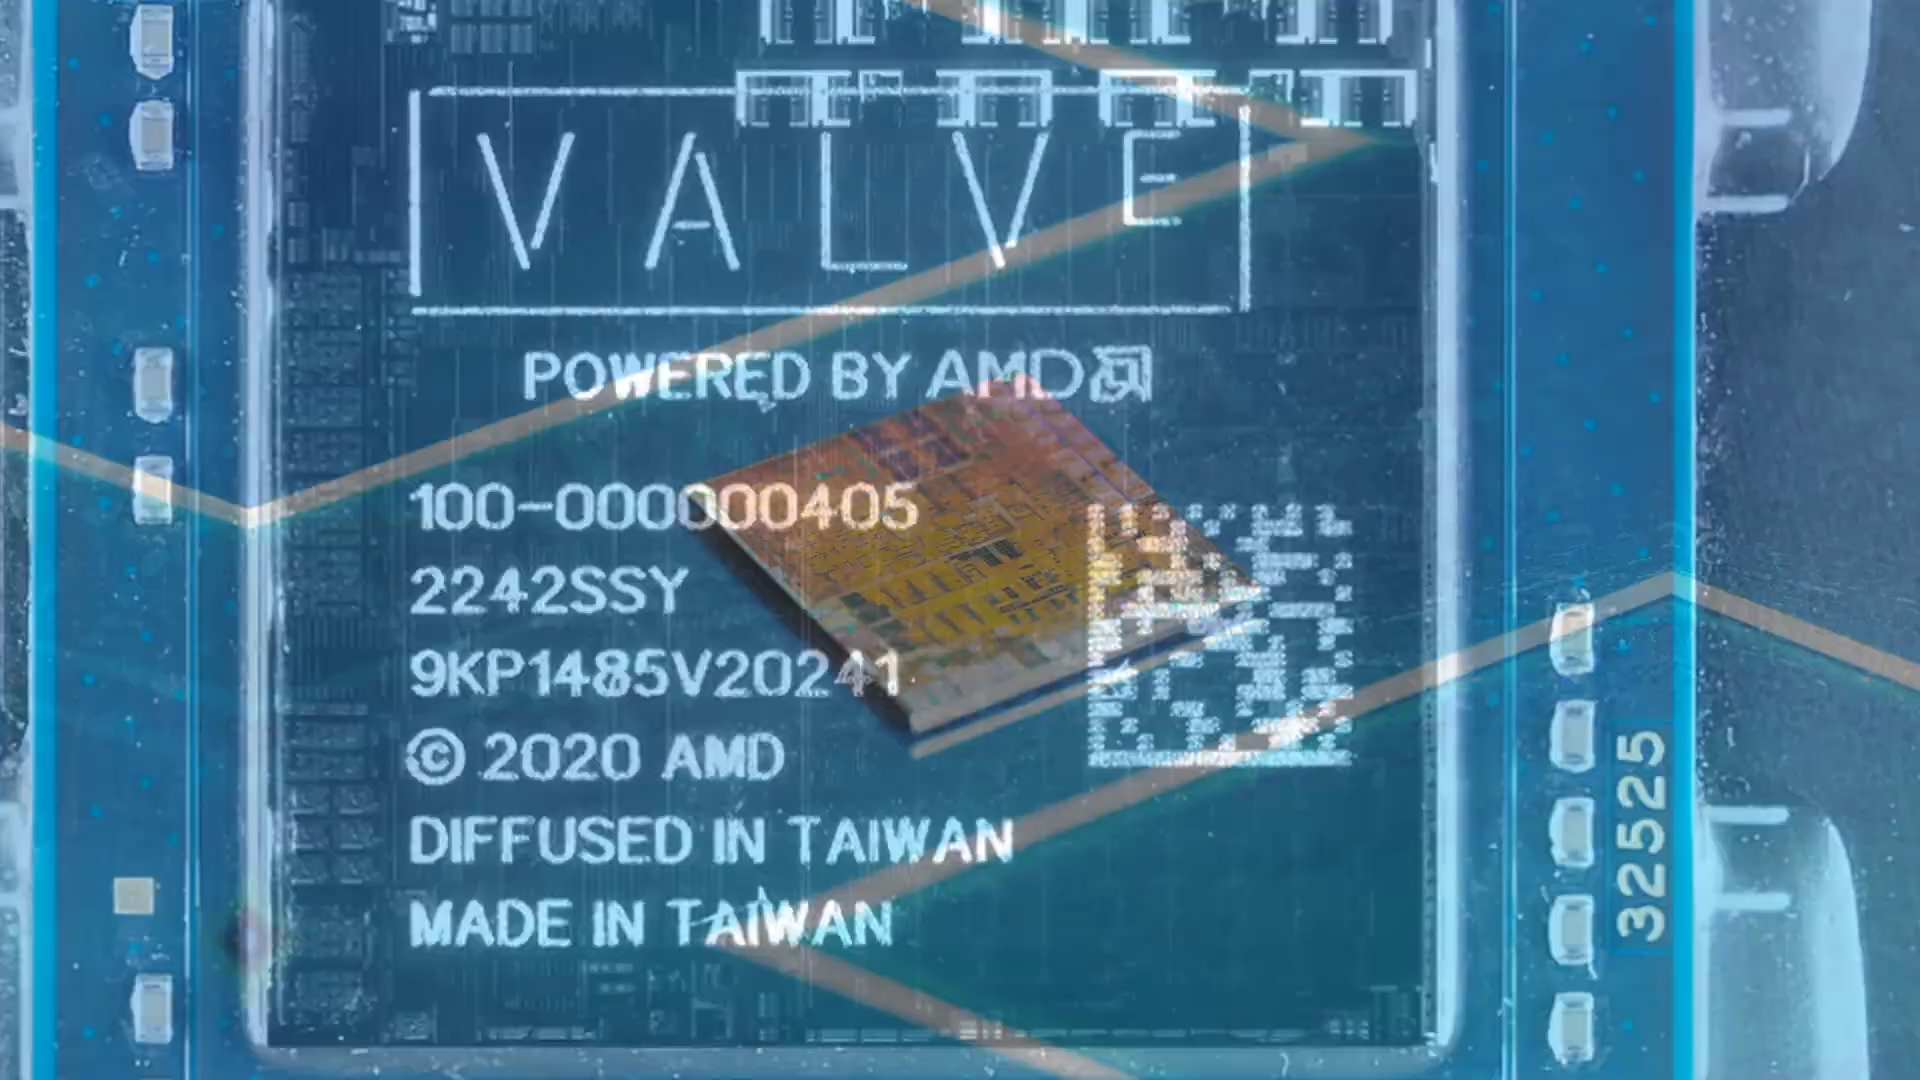 VALVE
POWERED BY AMD
100-000000405
2242SSY
9KP1485V20241
© 2020 AMD
DIFFUSED IN TAIWAN
MADE IN TAIWAN
32525